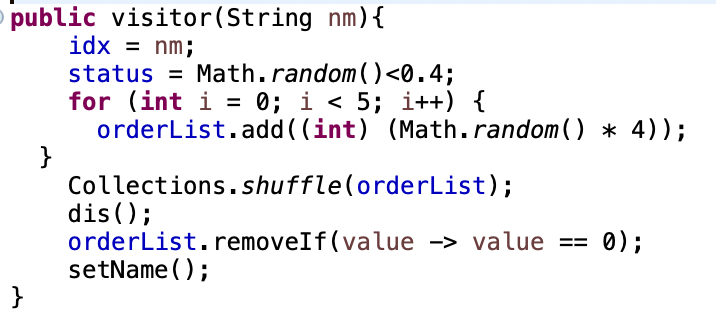 public visitor(String nm){
    idx = nm;
    status = Math.random()<0.4;
    for (int i = 0; i < 5; i++) {
      orderList.add((int) (Math.random() * 4));
  }
    Collections.shuffle(orderList);
    dis();
    orderList.removeIf(value -> value == 0);
    setName();
}